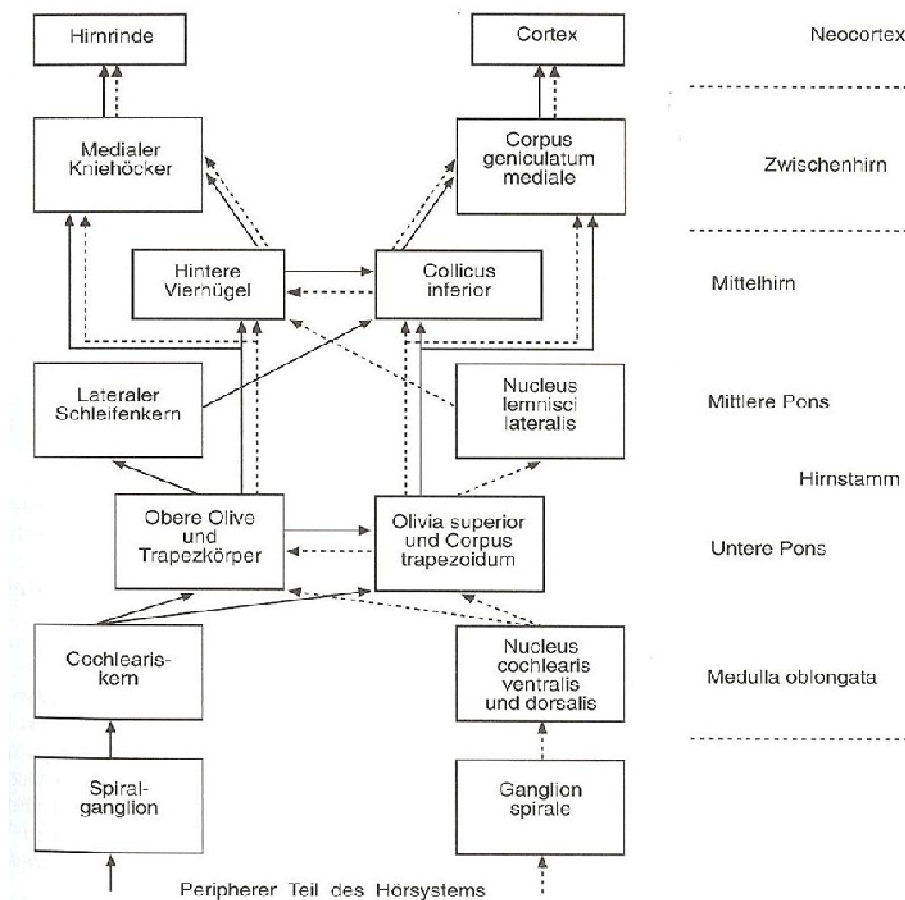 Hirnrinde
Cortex
Neocortex
Medialer
Kniehöcker
Corpus
geniculatum
mediale
Zwischenhirn
Hintere
Vierhügel
Collicus
inferior
Mittelhirn
Lateraler
Schleifenkern
Nucleus
lemnisci
lateralis
Mittlere Pons
Hirnstamm
Obere Olive
und
Trapezkörper
Olivia superior
und Corpus
trapezoidum
Untere Pons
Cochlearis-
kern
Nucleus
cochlearis
ventralis
und dorsalis
Medulla oblongata
Spiral-
ganglion
Ganglion
spirale
Peripherer Teil des Hörsystems